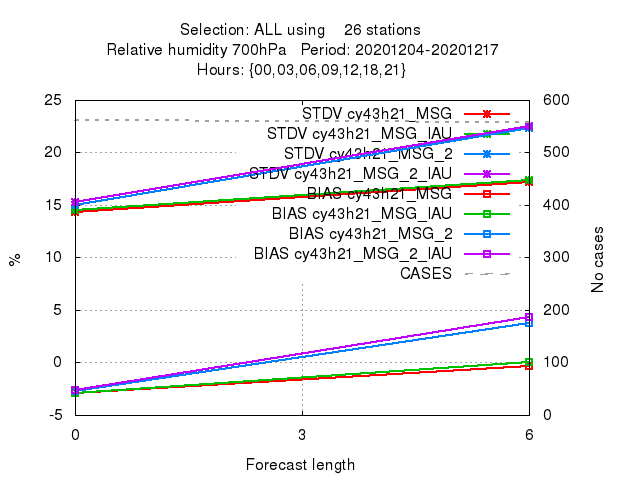 Selection: ALL using 26 stations
Relative humidity 700hPa Period: 20201204-20201217
Hours: {00,03,06,09,12,18,21}
25
20
15
10
5
0
-5
600
500
400
300
200
100
0
STDV cy43h21_MSG
STDV cy43h21_MSG_IAU
STDV cy43h21_MSG_2
STDV cy43h21_MSG_2_IAU
BIAS cy43h21_MSG
BIAS cy43h21_MSG_IAU
BIAS cy43h21_MSG_2
BIAS cy43h21_MSG_2_IAU
CASES
%
No cases
0
3
6
Forecast length